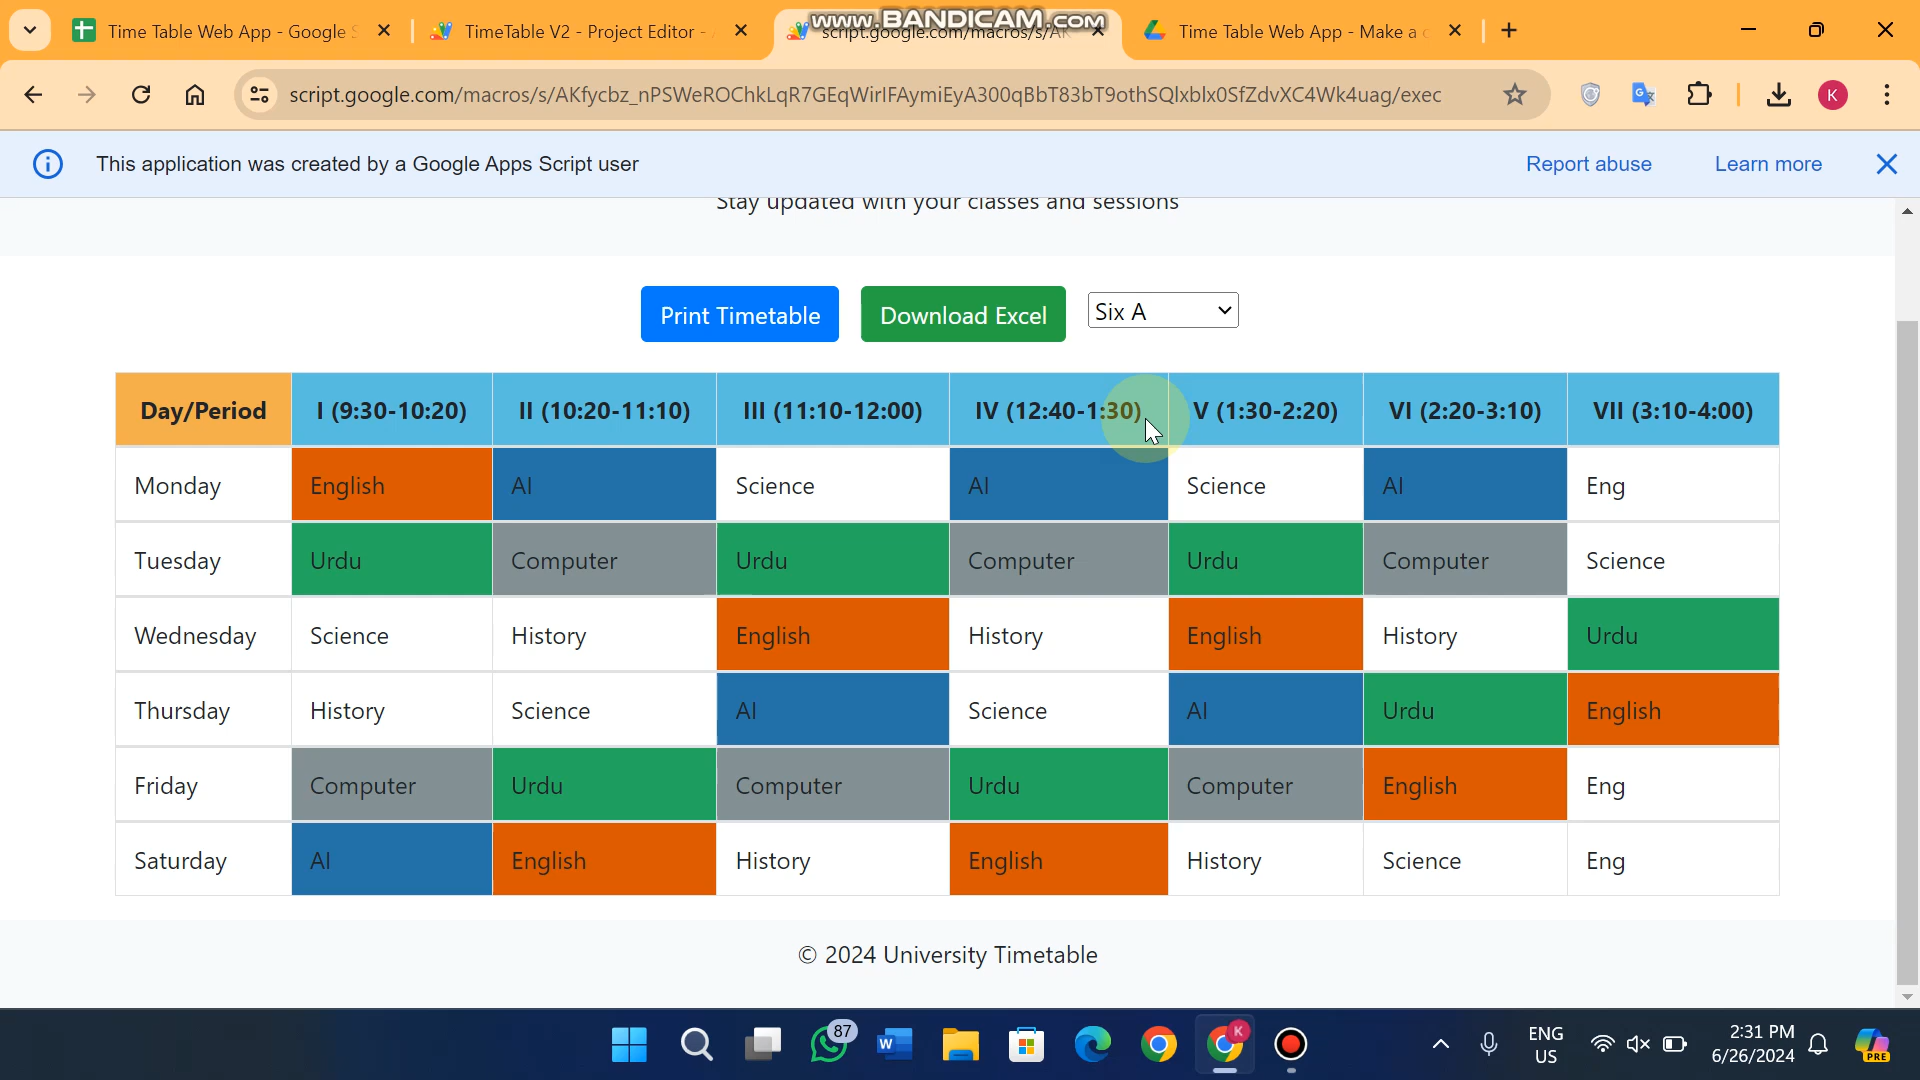 Time Table Web App - Google S
TimeTable V2 - Project Editor -
www.BANDICAM.com
script.google.com/macros/s/AK
Time Table Web App - Make a c
script.google.com/macros/s/AKfycbz_nPSWeROChkLqR7GEqWirlFAymiEyA300qBbT83bT9othSQlxblx0SfZdvXC4Wk4uag/exec
K
This application was created by a Google Apps Script user
Report abuse
Learn more
Stay updated with your classes and sessions
Print Timetable
Download Excel
Six A
Day/Period I (9:30-10:20) II (10:20-11:10) III (11:10-12:00) IV (12:40-1:30) V (1:30-2:20) VI (2:20-3:10) VII (3:10-4:00)
Monday English AI Science AI Science AI Eng
Tuesday Urdu Computer Urdu Computer Urdu Computer Science
Wednesday Science History English History English History Urdu
Thursday History Science AI Science AI Urdu English
Friday Computer Urdu Computer Urdu Computer English Eng
Saturday AI English History English History Science Eng
© 2024 University Timetable
87
W
K
ENG
US
2:31 PM
6/26/2024
PRE